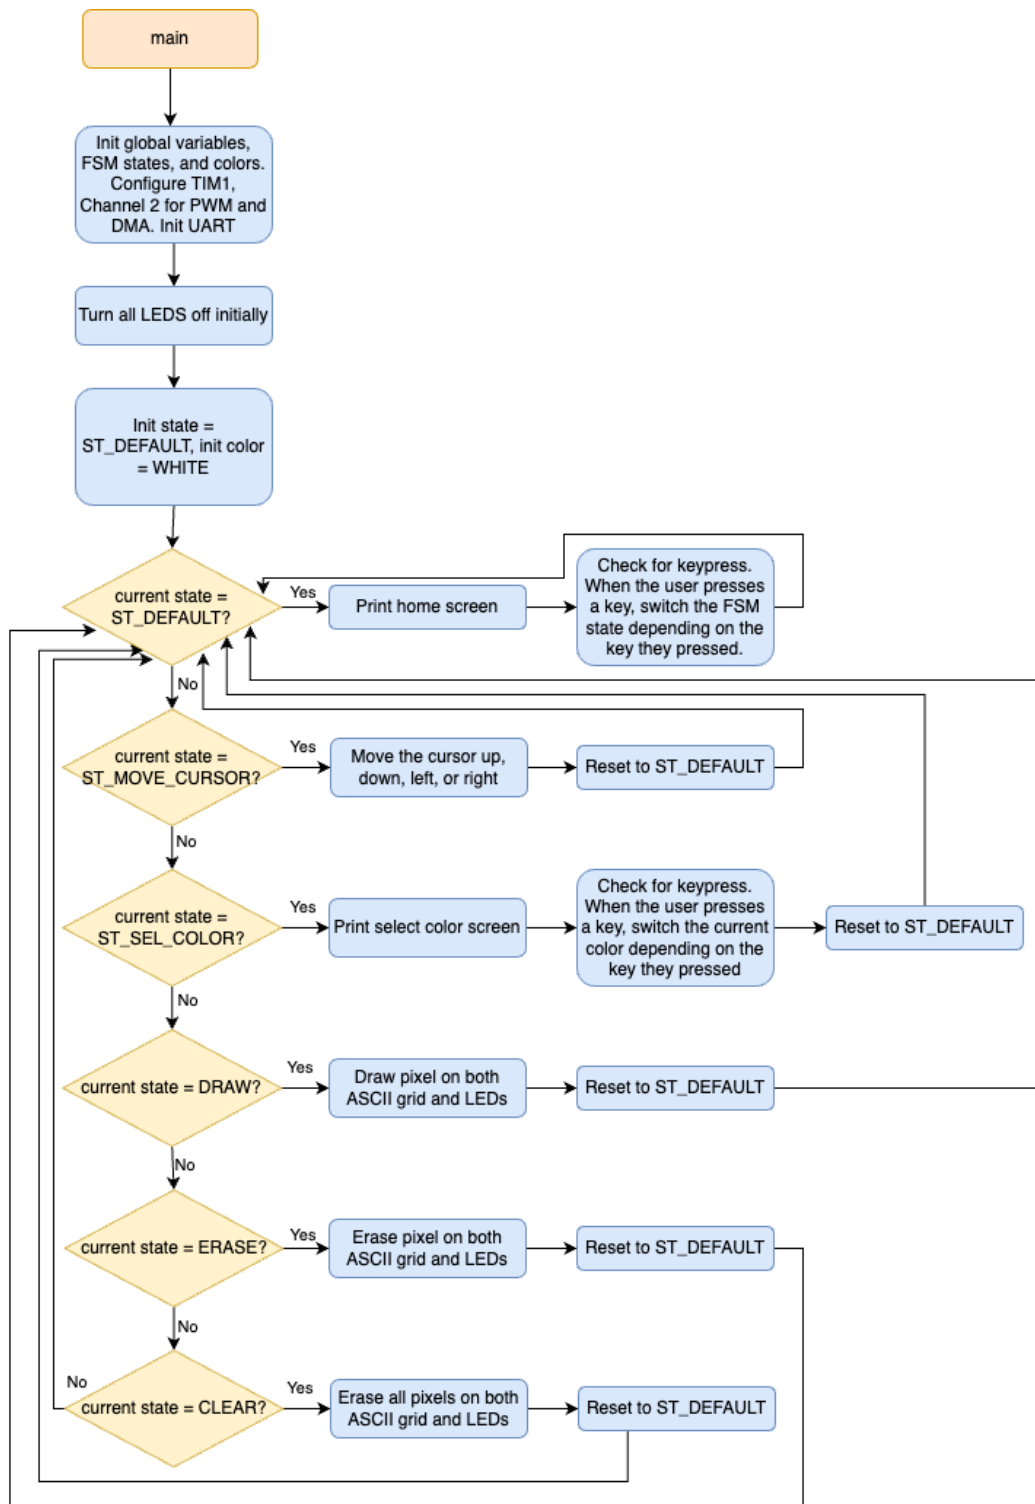 main
Init global variables,
FSM states, and colors.
Configure TIM1,
Channel 2 for PWM and
DMA. Init UART
Turn all LEDS off initially
Init state =
ST_DEFAULT, init color
= WHITE
current state =
ST_DEFAULT?
Yes
Print home screen
Check for keypress.
When the user presses
a key, switch the FSM
state depending on the
key they pressed.
No
current state =
ST_MOVE_CURSOR?
Yes
Move the cursor up,
down, left, or right
Reset to ST_DEFAULT
No
current state =
ST_SEL_COLOR?
Yes
Print select color screen
Check for keypress.
When the user presses
a key, switch the current
color depending on the
key they pressed
Reset to ST_DEFAULT
No
current state = DRAW?
Yes
Draw pixel on both
ASCII grid and LEDs
Reset to ST_DEFAULT
No
current state = ERASE?
Yes
Erase pixel on both
ASCII grid and LEDs
Reset to ST_DEFAULT
No
No
current state = CLEAR?
Yes
Erase all pixels on both
ASCII grid and LEDs
Reset to ST_DEFAULT